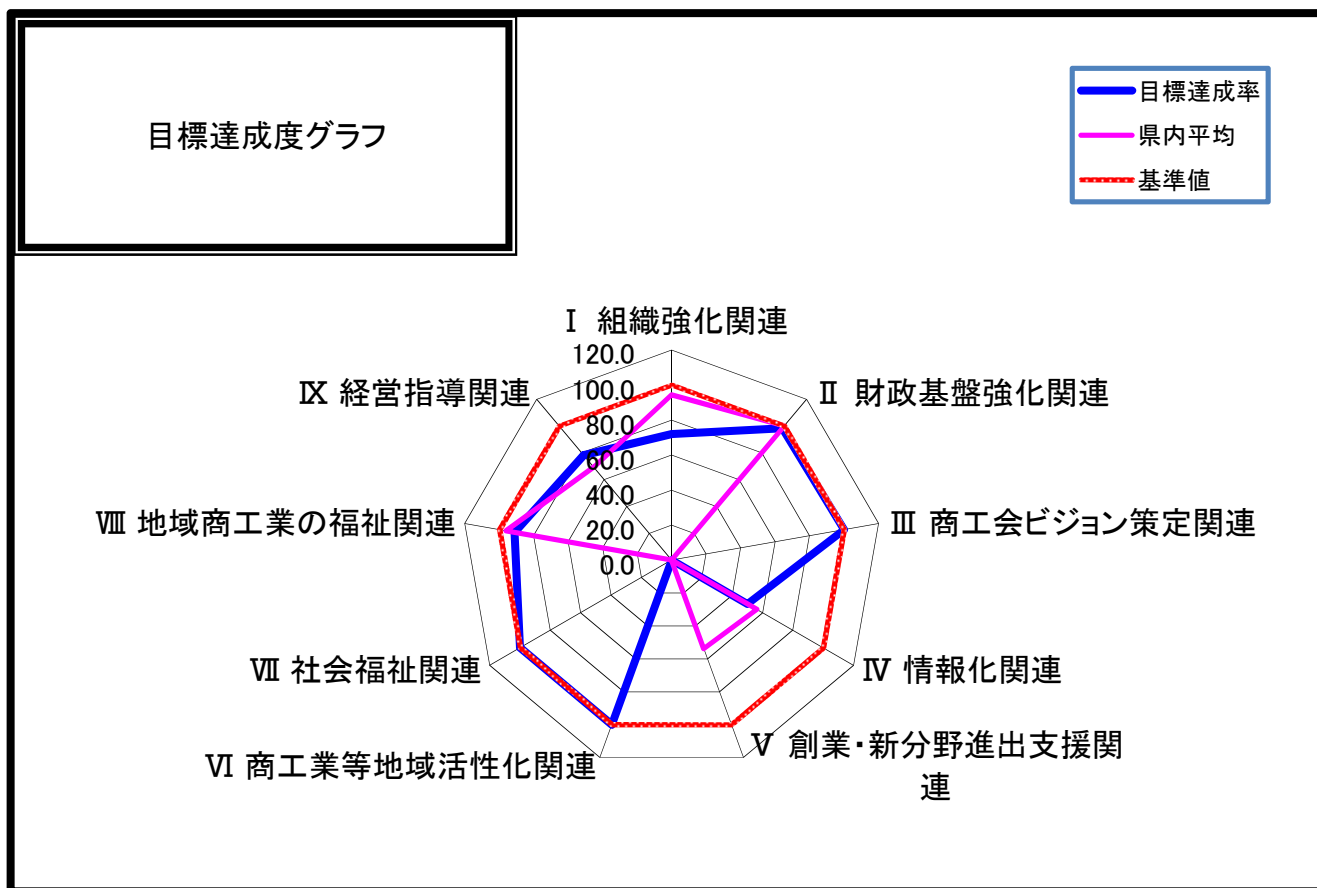 目標達成度グラフ
目標達成率
県内平均
基準値
Ⅰ 組織強化関連
120.0
100.0
80.0
60.0
40.0
20.0
0.0
Ⅱ 財政基盤強化関連
Ⅲ 商工会ビジョン策定関連
Ⅳ 情報化関連
Ⅴ 創業・新分野進出支援関
連
Ⅵ 商工業等地域活性化関連
Ⅶ 社会福祉関連
Ⅷ 地域商工業の福祉関連
Ⅸ 経営指導関連